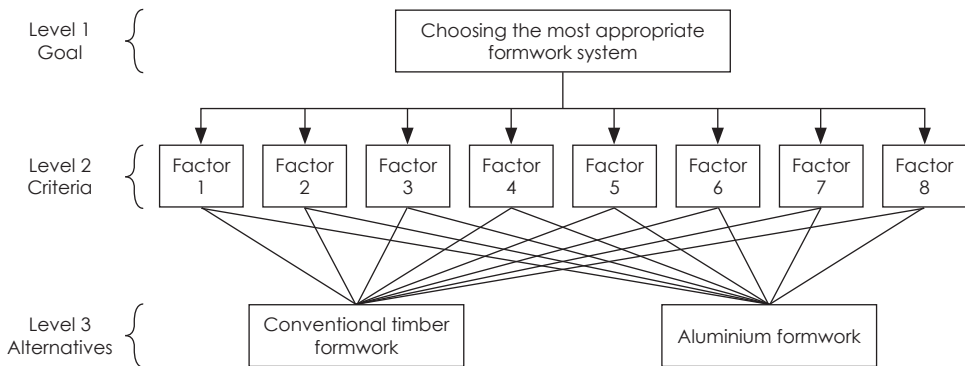 Level 1
Goal
Choosing the most appropriate
formwork system
Level 2
Criteria
Factor
1
Factor
2
Factor
3
Factor
4
Factor
5
Factor
6
Factor
7
Factor
8
Level 3
Alternatives
Conventional timber
formwork
Aluminium formwork